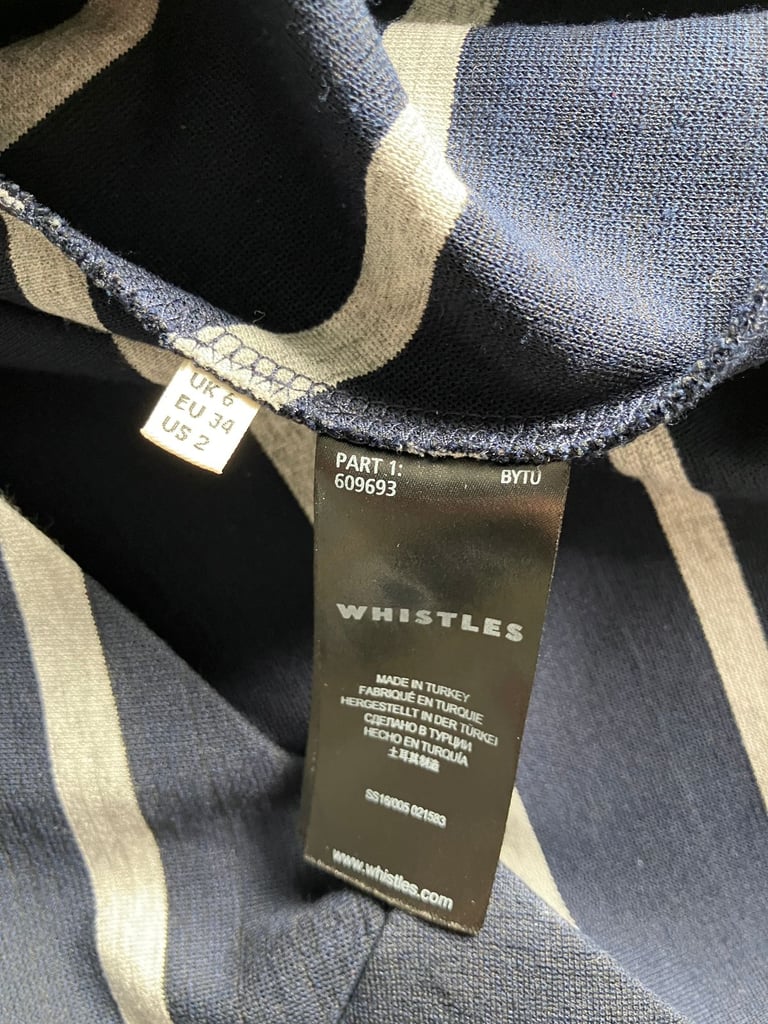 UK 6
EU 34
US 2
PART 1:
609693
BYTU
WHISTLES
MADE IN TURKEY
FABRIQUÉ EN TURQUIE
HERGESTELLT IN DER TÜRKEI
СДЕЛАНО В ТУРЦИИ
HECHO EN TURQUÍA
土耳其制造
SS16/005 021583
www.whistles.com